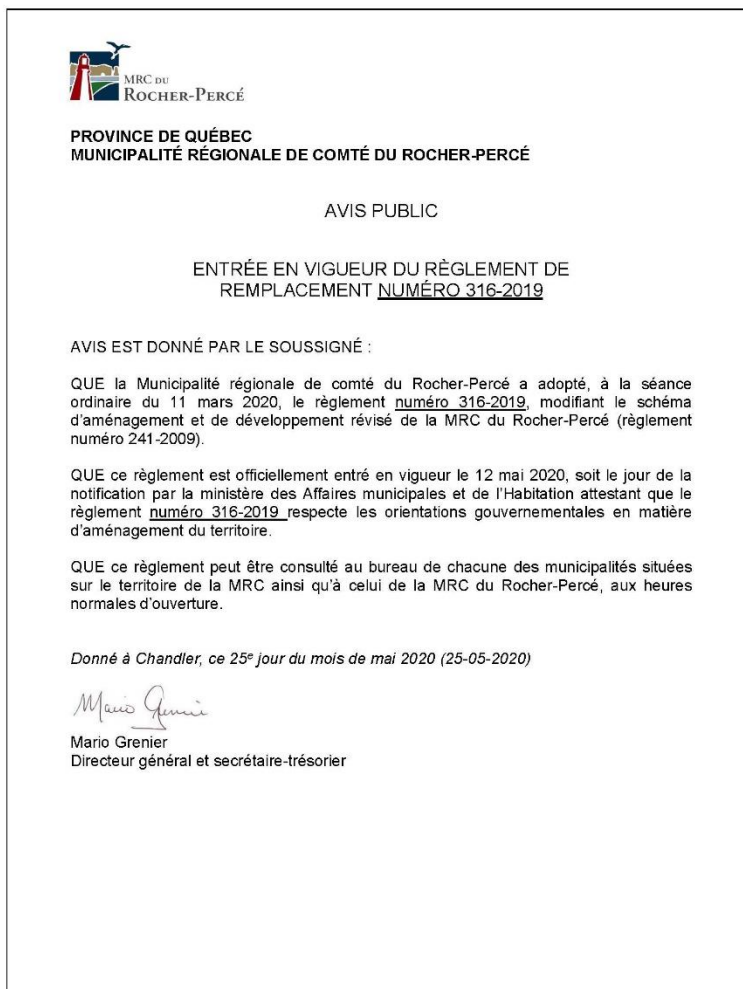 MRC DU
ROCHER-PERCÉ
PROVINCE DE QUÉBEC
MUNICIPALITÉ RÉGIONALE DE COMTÉ DU ROCHER-PERCÉ
AVIS PUBLIC
ENTRÉE EN VIGUEUR DU RÈGLEMENT DE
REMPLACEMENT NUMÉRO 316-2019
AVIS EST DONNÉ PAR LE SOUSSIGNÉ :
QUE la Municipalité régionale de comté du Rocher-Percé a adopté, à la séance
ordinaire du 11 mars 2020, le règlement numéro 316-2019, modifiant le schéma
d'aménagement et de développement révisé de la MRC du Rocher-Percé (règlement
numéro 241-2009).
QUE ce règlement est officiellement entré en vigueur le 12 mai 2020, soit le jour de la
notification par la ministère des Affaires municipales et de l'Habitation attestant que le
règlement numéro 316-2019 respecte les orientations gouvernementales en matière
d'aménagement du territoire.
QUE ce règlement peut être consulté au bureau de chacune des municipalités situées
sur le territoire de la MRC ainsi qu'à celui de la MRC du Rocher-Percé, aux heures
normales d'ouverture.
Donné à Chandler, ce 25e jour du mois de mai 2020 (25-05-2020)
Mario Grenier
Mario Grenier
Directeur général et secrétaire-trésorier